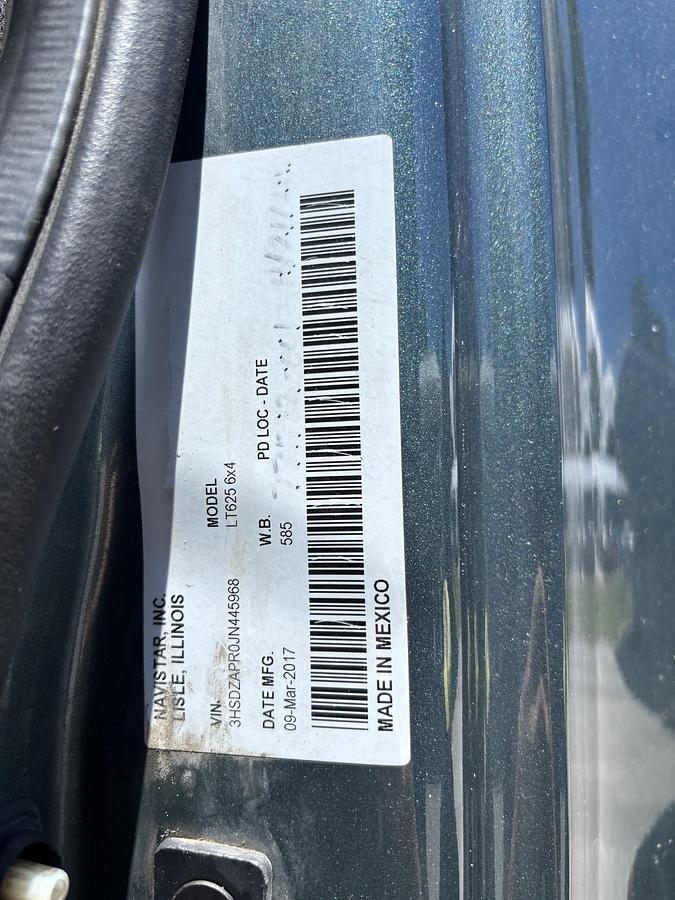 NAVISTAR, INC.
LISLE, ILLINOIS
VIN
MODEL
3HSDZAPR0JN445968
LT625 6x4
DATE MFG.
W.B.
PD LOC - DATE
09-Mar-2017
585
MADE IN MEXICO